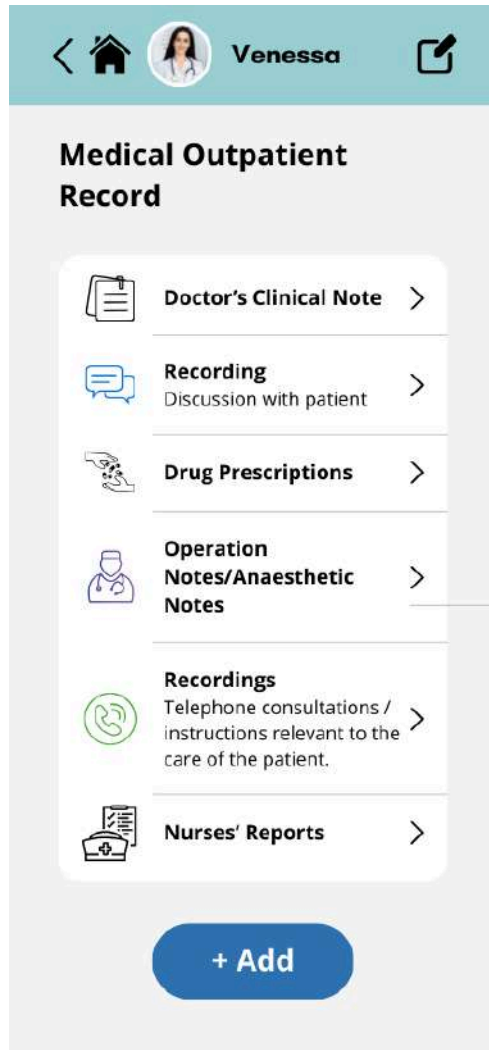 Venessa
Medical Outpatient
Record
Doctor's Clinical Note
Recording
Discussion with patient
Drug Prescriptions
Operation
Notes/Anaesthetic
Notes
Recordings
Telephone consultations /
instructions relevant to the
care of the patient.
Nurses' Reports
+ Add